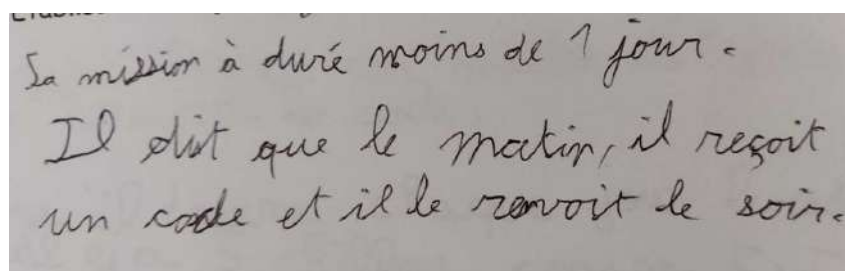 Sa mission à duré moins de 1 jour.
Il dit que le matin, il reçoit
un code et il le renvoit le soir.